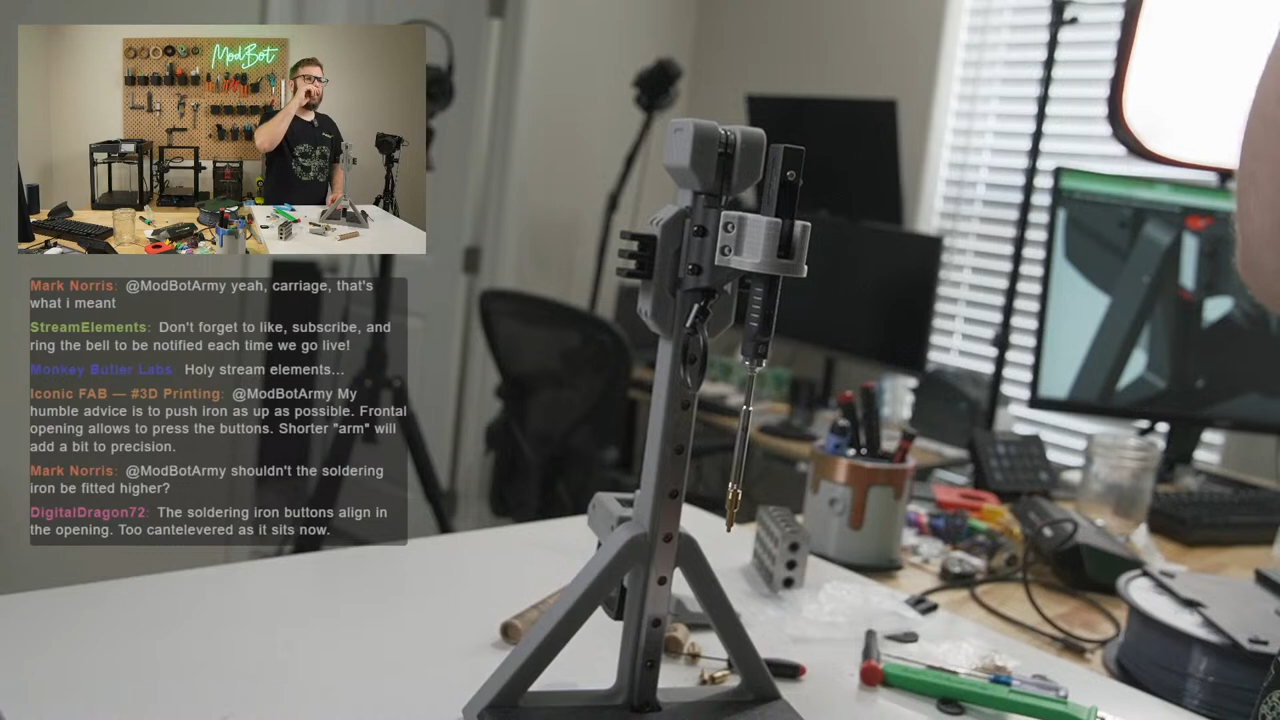 ModBot
Mark Norris: @ModBotArmy yeah, carriage, that's
what i meant
StreamElements: Don't forget to like, subscribe, and
ring the bell to be notified each time we go live!
Monkey Butler Labs Holy stream elements...
Iconic FAB — #3D Printing: @ModBotArmy My
humble advice is to push iron as up as possible. Frontal
opening allows to press the buttons. Shorter "arm" will
add a bit to precision.
Mark Norris: @ModBotArmy shouldn't the soldering
iron be fitted higher?
DigitalDragon72: The soldering iron buttons align in
the opening. Too cantelevered as it sits now.